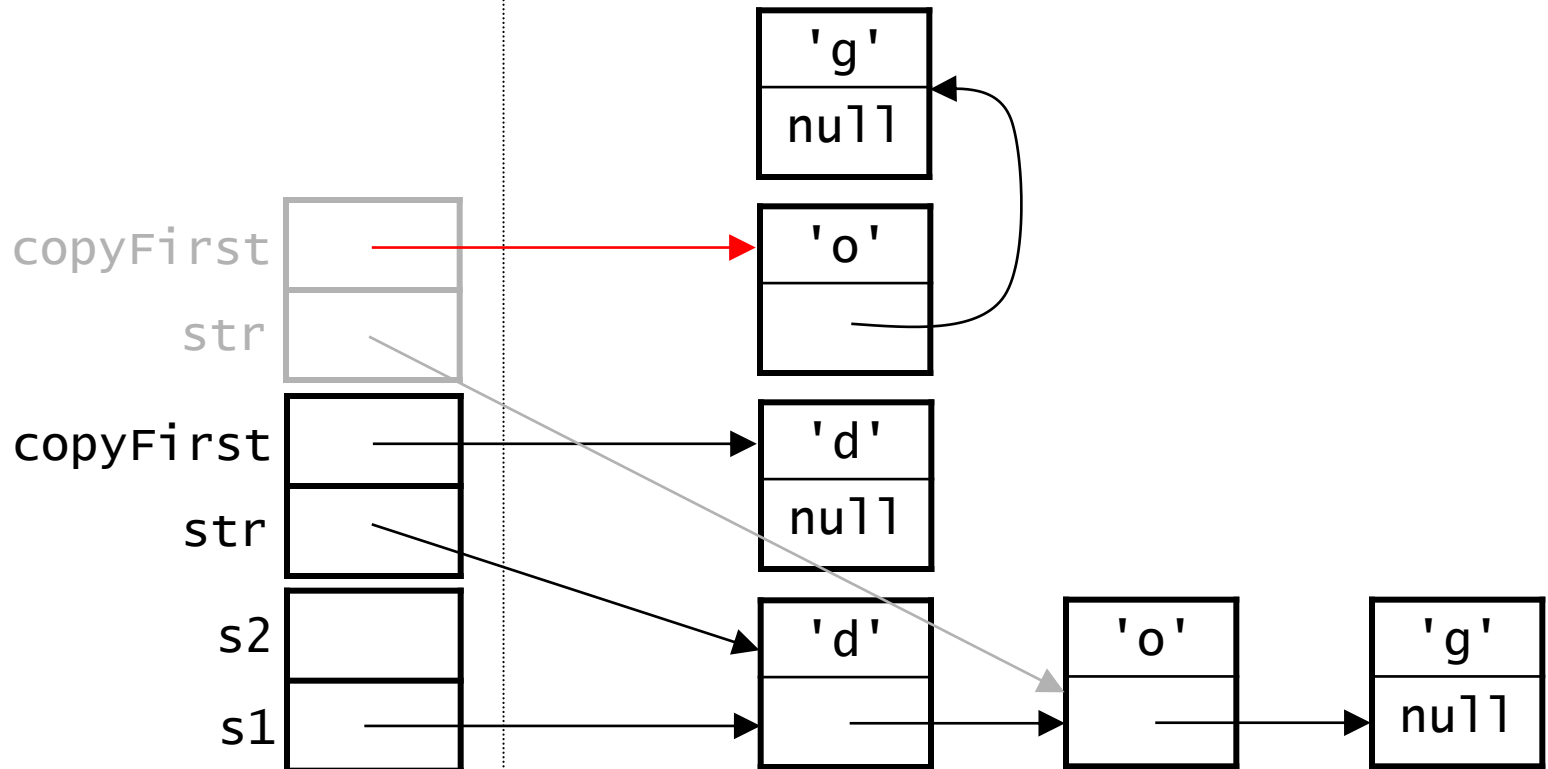 'g'
null
copyFirst
'o'
str
copyFirst
'd'
str
null
s2
'd'
'o'
'g'
s1
null